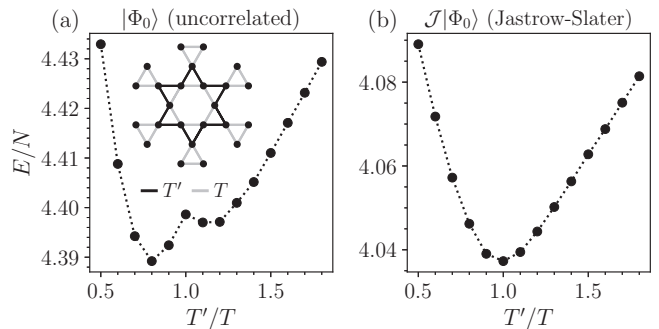 (a) |Φ₀⟩ (uncorrelated)
E/N
4.43
4.42
4.41
4.40
4.39
T′ T
0.5 1.0 1.5
T′/T
(b) 𝒥|Φ₀⟩ (Jastrow-Slater)
4.08
4.06
4.04
0.5 1.0 1.5
T′/T